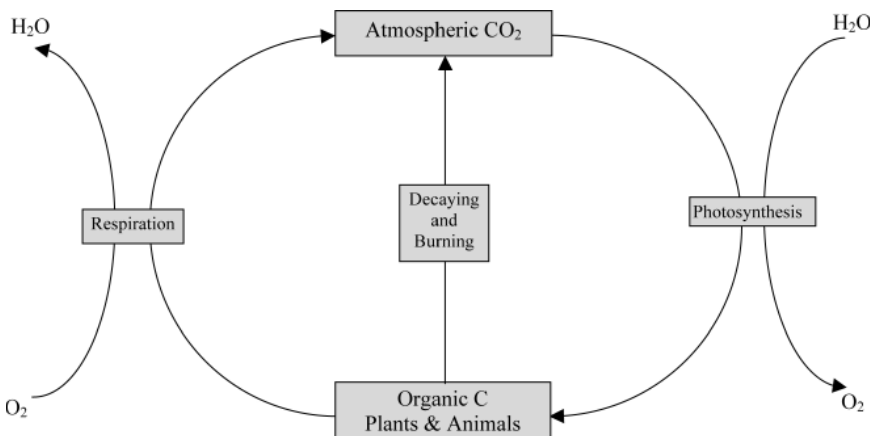 H₂O
Atmospheric CO₂
H₂O
Respiration
Decaying
and
Burning
Photosynthesis
O₂
Organic C
Plants & Animals
O₂